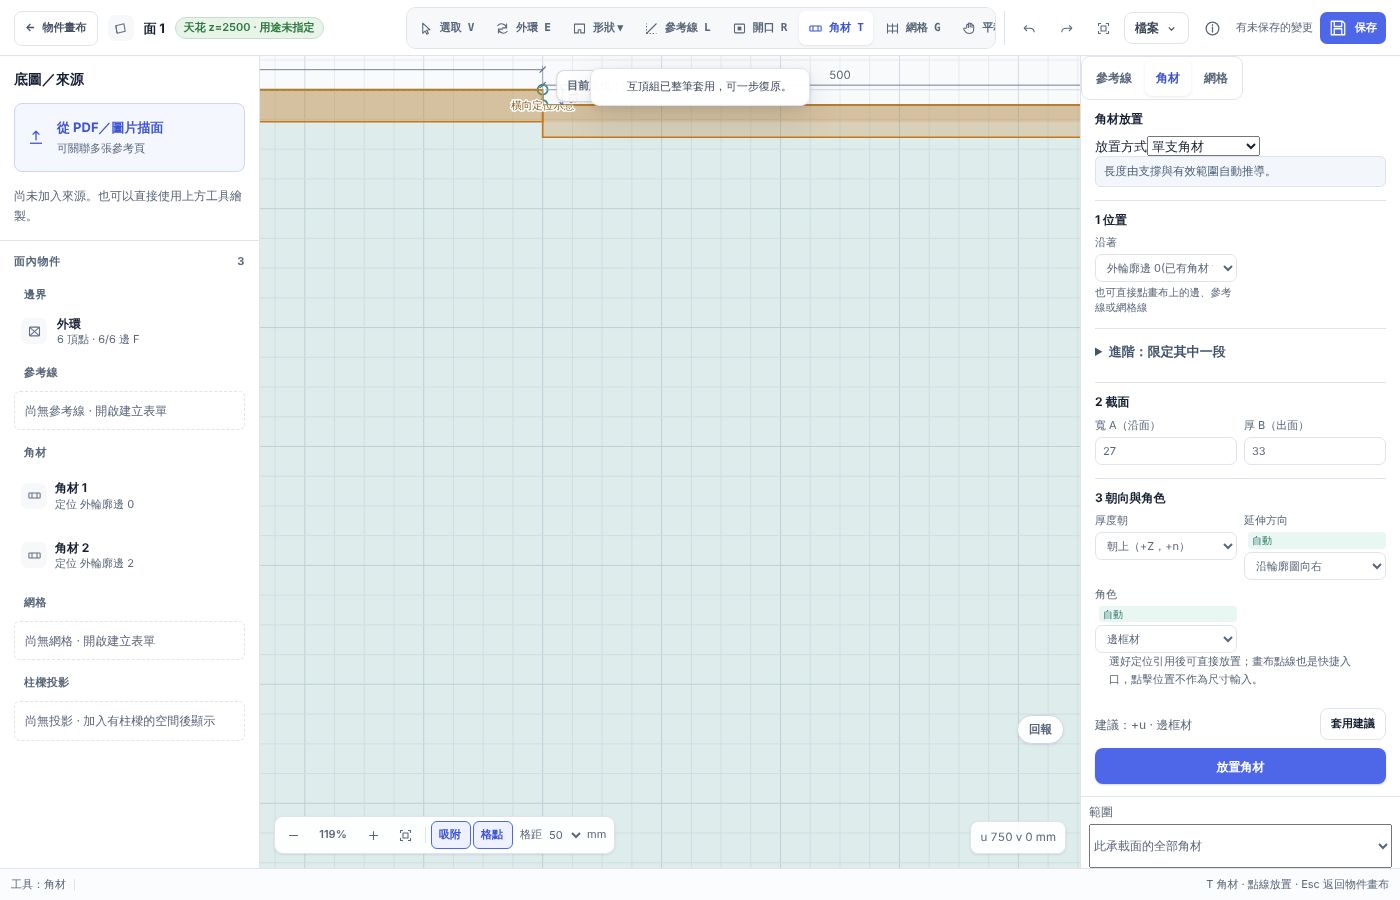 物件畫布
面 1
天花 z=2500 · 用途未指定
選取 V
外環 E
形狀▾
參考線 L
開口 R
角材 T
網格 G
檔案
有未保存的變更
保存
底圖／來源
從 PDF／圖片描面
可關聯多張參考頁
尚未加入來源。也可以直接使用上方工具繪
製。
面內物件
3
邊界
外環
6 頂點 · 6/6 邊 F
參考線
尚無參考線 · 開啟建立表單
角材
角材 1
定位 外輪廓邊 0
角材 2
定位 外輪廓邊 2
網格
尚無網格 · 開啟建立表單
柱樑投影
尚無投影 · 加入有柱樑的空間後顯示
目前
互頂組已整筆套用，可一步復原。
500
橫向定位示意
回報
119%
吸附
格點
格距
50
mm
u 750 v 0 mm
參考線
角材
網格
角材放置
放置方式
單支角材
長度由支撐與有效範圍自動推導。
1 位置
沿著
外輪廓邊 0(已有角材
也可直接點畫布上的邊、參考
線或網格線
進階：限定其中一段
2 截面
寬 A（沿面）
厚 B（出面）
27
33
3 朝向與角色
厚度朝
延伸方向
自動
朝上（+Z，+n）
沿輪廓圖向右
角色
自動
邊框材
選好定位引用後可直接放置；畫布點線也是快捷入
口，點擊位置不作為尺寸輸入。
建議：+u · 邊框材
套用建議
放置角材
範圍
此承載面的全部角材
工具：角材
T 角材 · 點線放置 · Esc 返回物件畫布